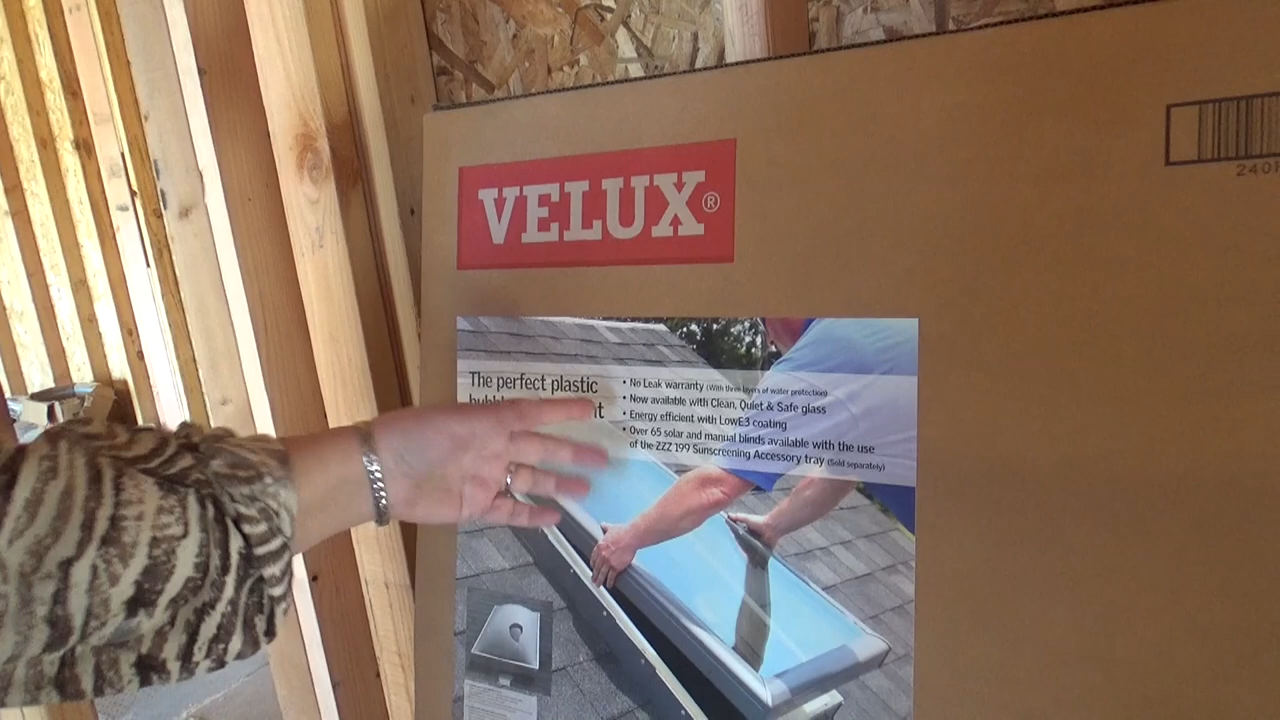 VELUX®
240
The perfect plastic
• No Leak warranty (With three layers of water protection)
• Now available with Clean, Quiet & Safe glass
• Energy efficient with LowE3 coating
• Over 65 solar and manual blinds available with the use
of the ZZZ 199 Sunscreening Accessory tray (Sold separately)